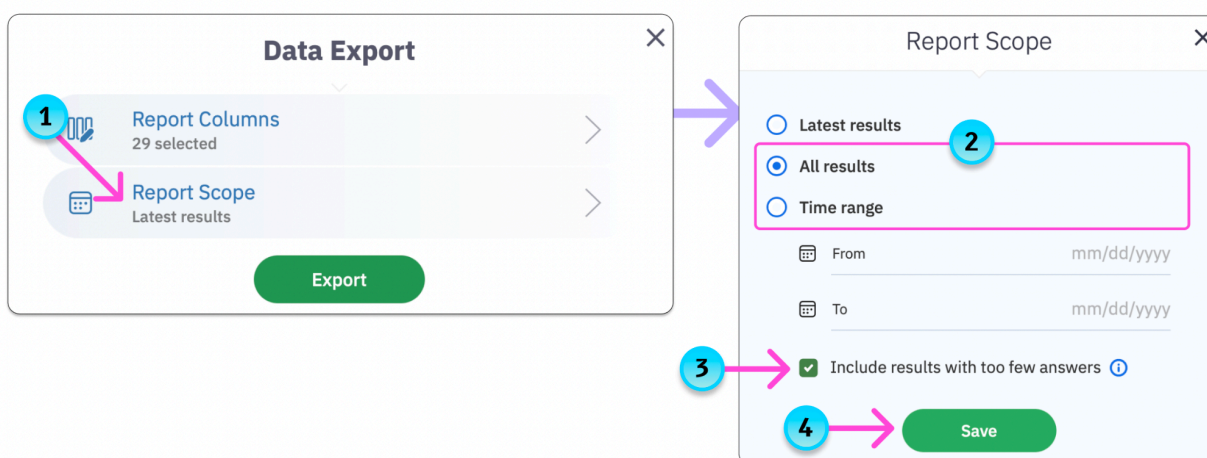 Data Export
1
Report Columns
29 selected
Report Scope
Latest results
Export
Report Scope
Latest results
2
All results
Time range
From mm/dd/yyyy
To mm/dd/yyyy
3
Include results with too few answers
4
Save